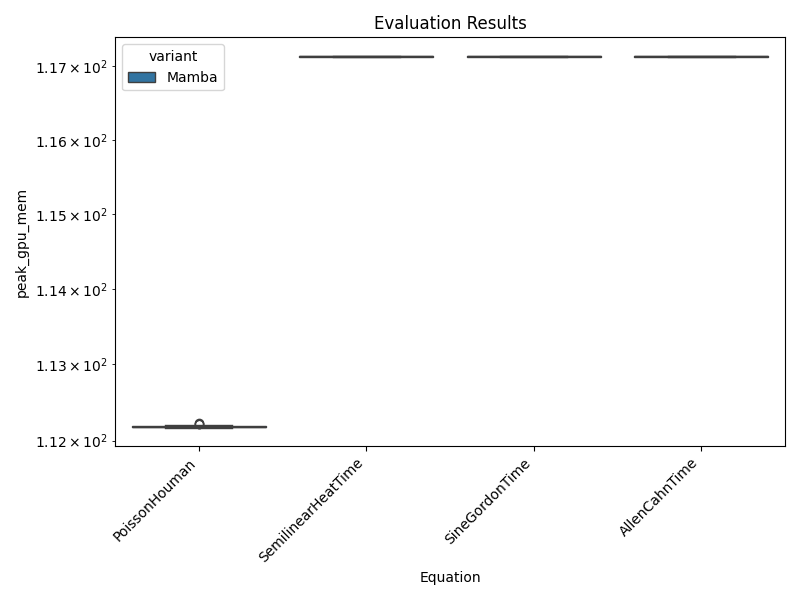 Evaluation Results
variant
Mamba
peak_gpu_mem
1.17 × 10²
1.16 × 10²
1.15 × 10²
1.14 × 10²
1.13 × 10²
1.12 × 10²
PoissonHouman
SemilinearHeatTime
SineGordonTime
AllenCahnTime
Equation